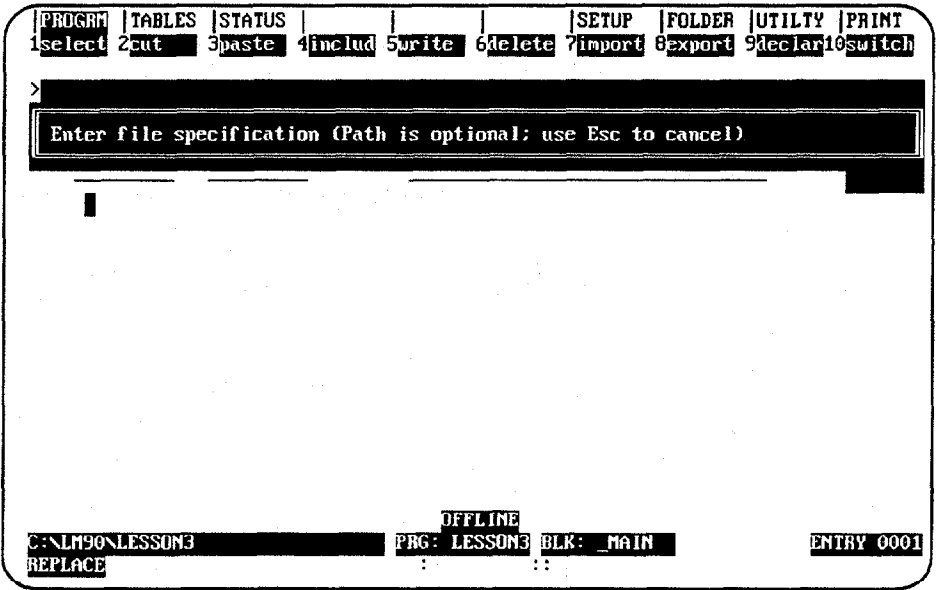 |PROGRM |TABLES |STATUS | | | |SETUP |FOLDER |UTILTY |PRINT
1select 2cut 3paste 4includ 5write 6delete 7import 8export 9declar10switch
>
Enter file specification (Path is optional; use Esc to cancel)
OFFLINE
C:\LM90\LESSON3 PRG: LESSON3 BLK: _MAIN ENTRY 0001
REPLACE : ::